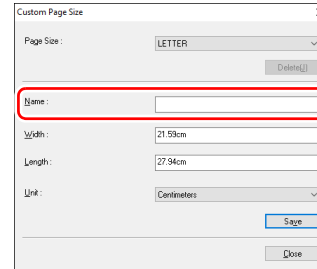 Custom Page Size
Page Size : LETTER
Delete(J)
Name :
Width : 21.59cm
Length : 27.94cm
Unit : Centimeters
Save
Close